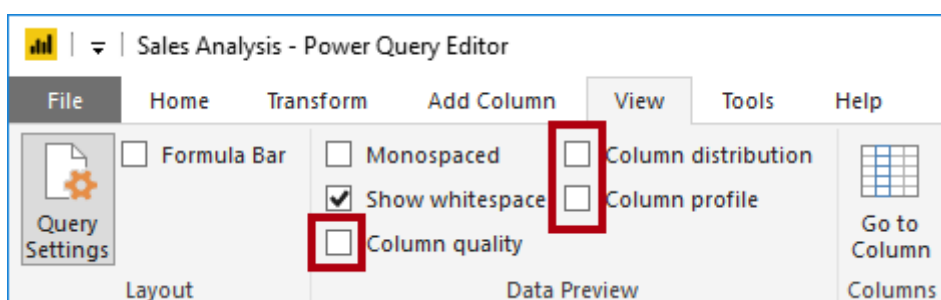 Sales Analysis - Power Query Editor
File Home Transform Add Column View Tools Help
Formula Bar Monospaced Column distribution
Show whitespace Column profile
Query Settings
Column quality
Go to Column
Layout Data Preview Columns